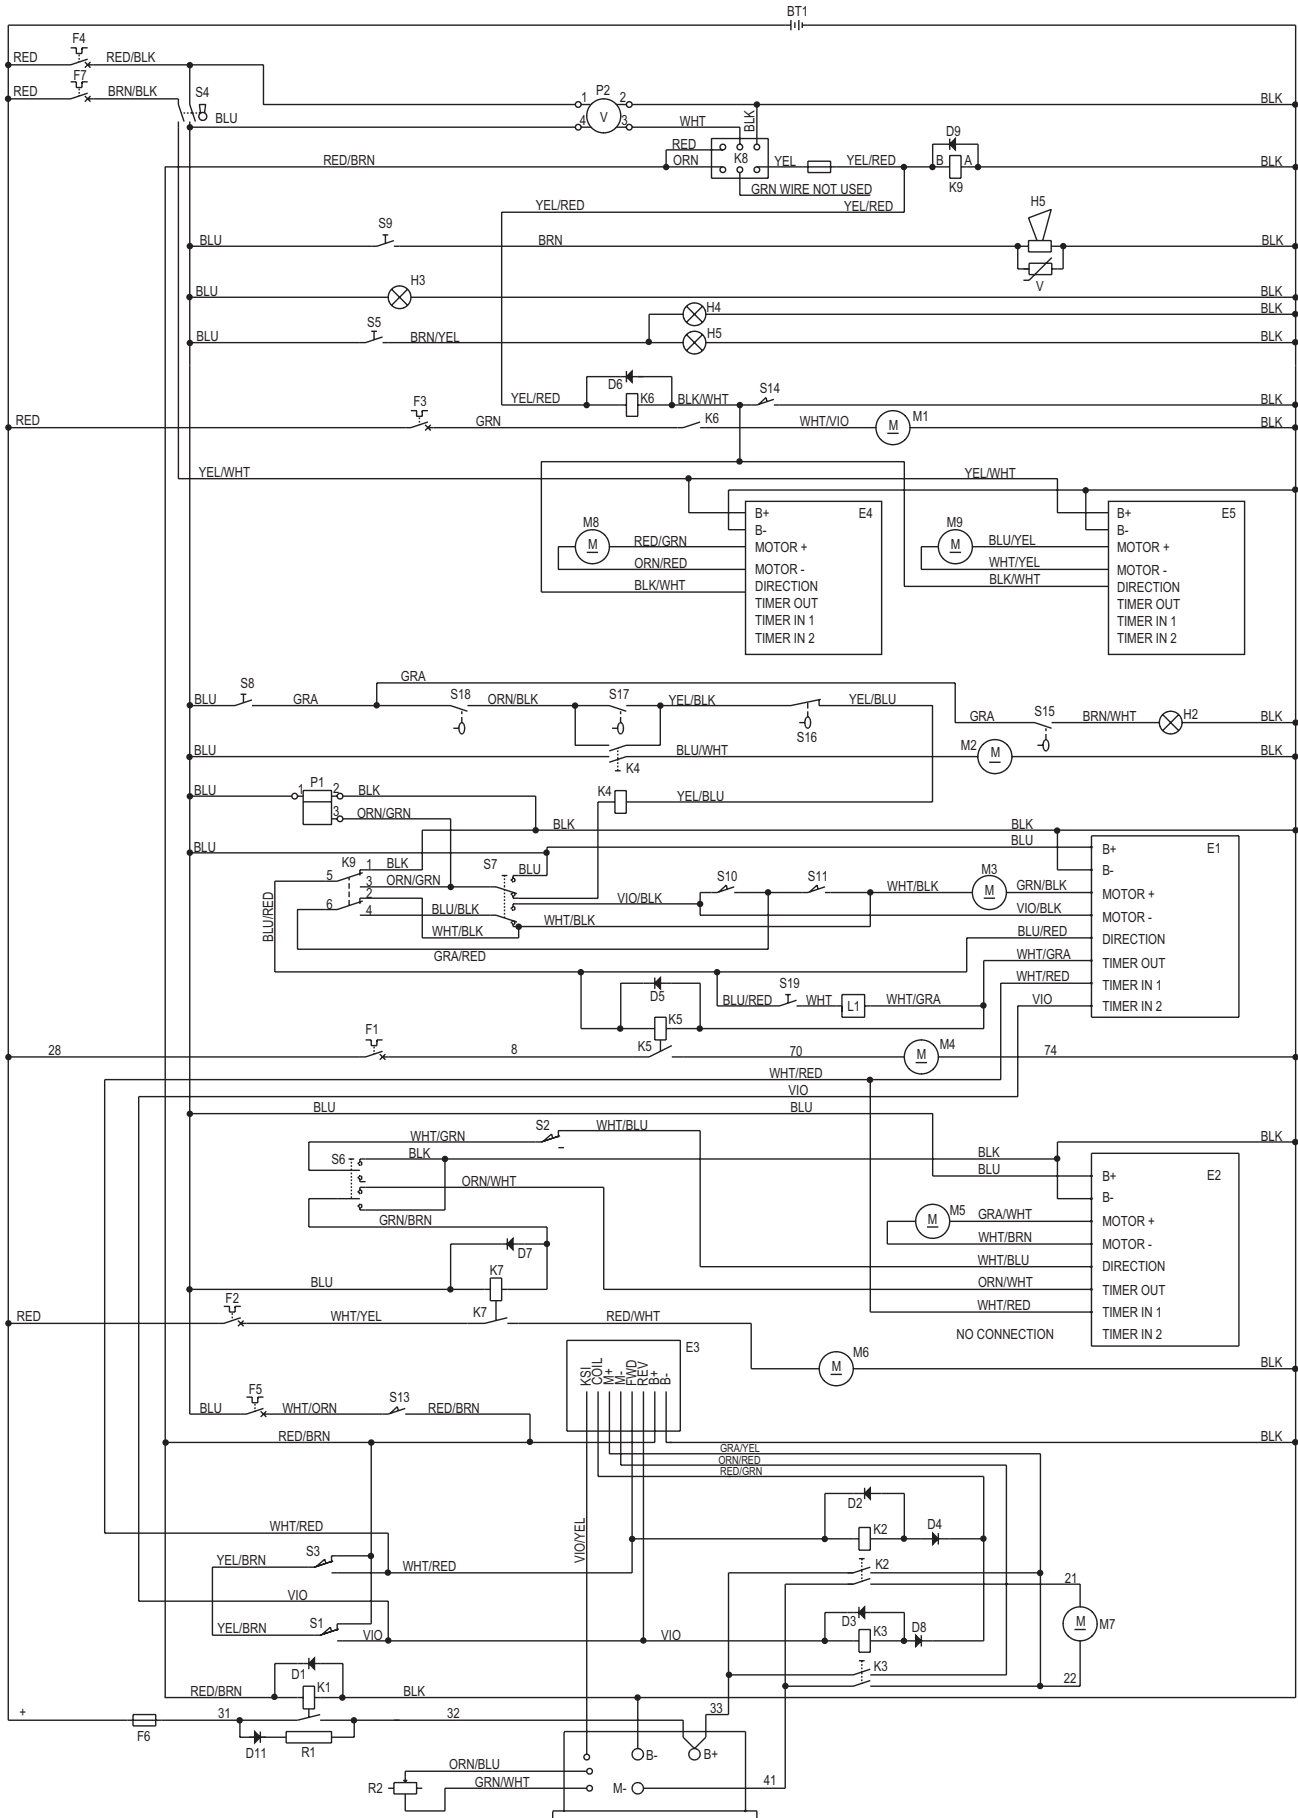 BT1
F4
RED RED/BLK
F7
RED BRN/BLK S4
P2
1 2
V
4 3
BLU WHT BLK BLK
RED
ORN K8 YEL YEL/RED
RED/BRN
D9
B A
K9 BLK
GRN WIRE NOT USED
YEL/RED YEL/RED
H5
S9
BLU BRN BLK
V
H3
BLU BLK
H4
BLK
S5
BLU BRN/YEL H5 BLK
D6
S14
YEL/RED K6 BLK/WHT BLK
F3
RED GRN K6 WHT/VIO M M1 BLK
YEL/WHT YEL/WHT
B+ E4
B-
M8
M RED/GRN MOTOR +
ORN/RED MOTOR -
BLK/WHT DIRECTION
TIMER OUT
TIMER IN 1
TIMER IN 2
B+ E5
B-
M9
M BLU/YEL MOTOR +
WHT/YEL MOTOR -
BLK/WHT DIRECTION
TIMER OUT
TIMER IN 1
TIMER IN 2
GRA
S8
BLU GRA S18 ORN/BLK S17 YEL/BLK YEL/BLU
S16
GRA S15 BRN/WHT H2 BLK
BLU K4 BLU/WHT M2 M BLK
P1
BLU 1 2 BLK
3 ORN/GRN
K4 YEL/BLU
BLK BLK
BLU BLU
K9
5 1 BLK
3 ORN/GRN
6 2
4 BLU/BLK
WHT/BLK
S7
BLU
VIO/BLK
WHT/BLK
S10 S11
WHT/BLK M3 M GRN/BLK
VIO/BLK
BLU/RED
BLU/RED
GRA/RED
WHT/GRA
WHT/RED
VIO
B+ E1
B-
MOTOR +
MOTOR -
DIRECTION
TIMER OUT
TIMER IN 1
TIMER IN 2
D5
K5
BLU/RED S19 WHT L1 WHT/GRA
28 F1 8 K5 70 M M4 74
WHT/RED
VIO
BLU BLU
S2
WHT/GRN WHT/BLU BLK
S6 BLK BLK
ORN/WHT BLU
GRN/BRN
B+ E2
B-
M5
M GRA/WHT MOTOR +
WHT/BRN MOTOR -
WHT/BLU DIRECTION
ORN/WHT TIMER OUT
WHT/RED TIMER IN 1
NO CONNECTION TIMER IN 2
D7
BLU K7
F2
RED WHT/YEL K7 RED/WHT
M M6 BLK
E3
KSI
COIL
M+
M-
FWD
REV
B+
B-
F5
BLU WHT/ORN S13 RED/BRN
RED/BRN BLK
GRA/YEL
ORN/RED
RED/GRN
D2
K2 D4
WHT/RED
S3
YEL/BRN WHT/RED
VIO/YEL
K2
21
VIO
YEL/BRN S1 VIO VIO
D3
K3 D8
M M7
K3
22
D1
RED/BRN K1 BLK
+ F6 31 32 33
D11 R1
B- B+
ORN/BLU
R2 GRN/WHT M- 41